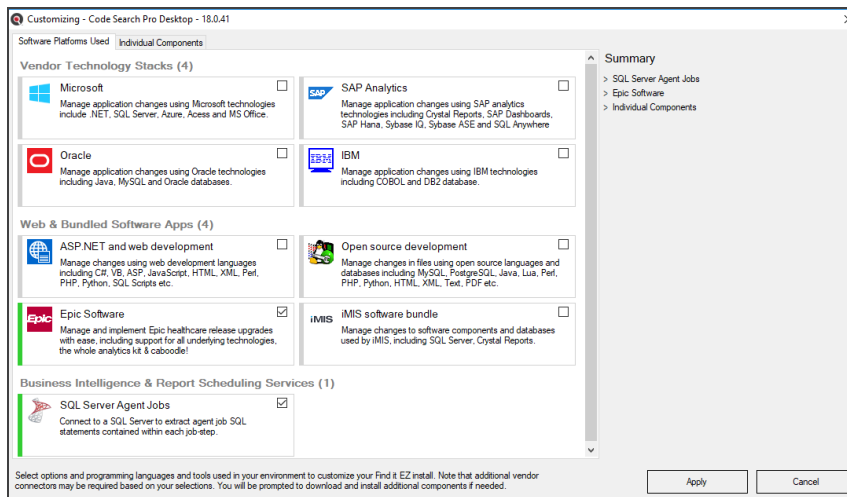 Customizing - Code Search Pro Desktop - 18.0.41
Software Platforms Used
Individual Components
Vendor Technology Stacks (4)
Microsoft
Manage application changes using Microsoft technologies
include .NET, SQL Server, Azure, Acess and MS Office.
SAP
SAP Analytics
Manage application changes using SAP analytics
technologies including Crystal Reports, SAP Dashboards,
SAP Hana, Sybase IQ, Sybase ASE and SQL Anywhere
Oracle
Manage application changes using Oracle technologies
including Java, MySQL and Oracle databases.
IBM
IBM
Manage application changes using IBM technologies
including COBOL and DB2 database.
Web & Bundled Software Apps (4)
ASP.NET and web development
Manage changes using web development languages
including C#, VB, ASP, JavaScript, HTML, XML, Perl,
PHP, Python, SQL Scripts etc.
Open source development
Manage changes in files using open source languages and
databases including MySQL, PostgreSQL, Java, Lua, Perl,
PHP, Python, HTML, XML, Text, PDF etc.
Epic
Epic Software
Manage and implement Epic healthcare release upgrades
with ease, including support for all underlying technologies,
the whole analytics kit & caboodle!
iMIS
iMIS software bundle
Manage changes to software components and databases
used by iMIS, including SQL Server, Crystal Reports.
Business Intelligence & Report Scheduling Services (1)
SQL Server Agent Jobs
Connect to a SQL Server to extract agent job SQL
statements contained within each job-step.
Summary
> SQL Server Agent Jobs
> Epic Software
> Individual Components
Select options and programming languages and tools used in your environment to customize your Find it EZ install. Note that additional vendor
connectors may be required based on your selections. You will be prompted to download and install additional components if needed.
Apply
Cancel